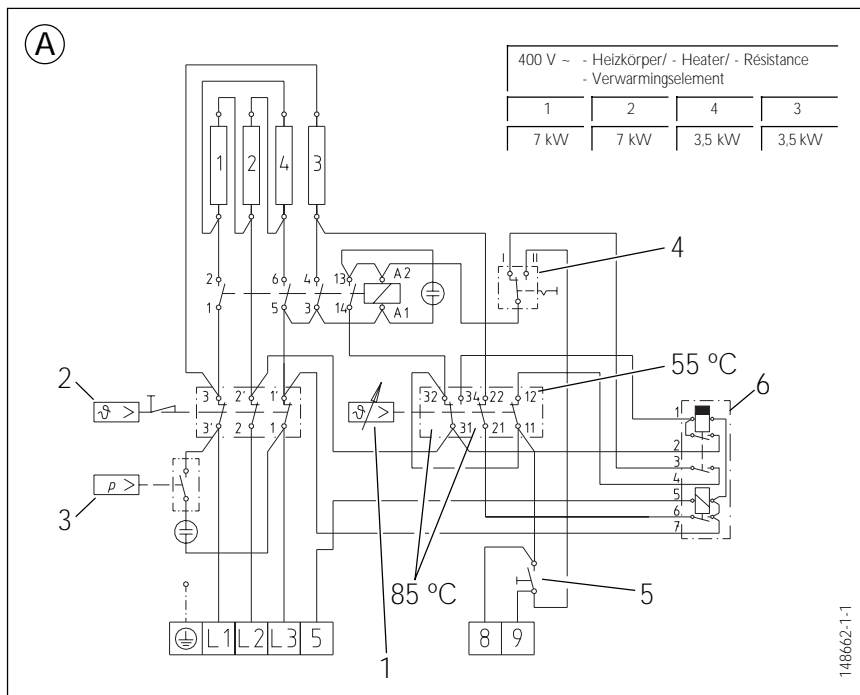 A
400 V ~ - Heizkörper/ - Heater/ - Résistance
- Verwarmingselement
1 2 4 3
7 kW 7 kW 3,5 kW 3,5 kW
1 2 4 3
4
I II
2 6 4 13 A2
1 5 3 14 A1
55 ºC
2
ϑ >
3 2' 1'
3' 2 1
ϑ >
32 34 22 12
31 21 11
6
1
2
3
4
5
6
7
3
p >
85 ºC
5
L1 L2 L3 5 8 9
1
148662-1-1